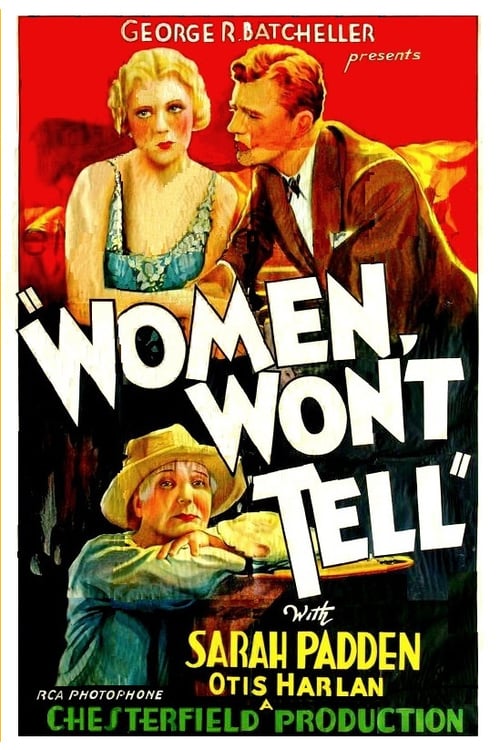 GEORGE R. BATCHELLER
presents
"WOMEN
WON'T
TELL"
With
SARAH PADDEN
OTIS HARLAN
RCA PHOTOPHONE
A
CHESTERFIELD PRODUCTION